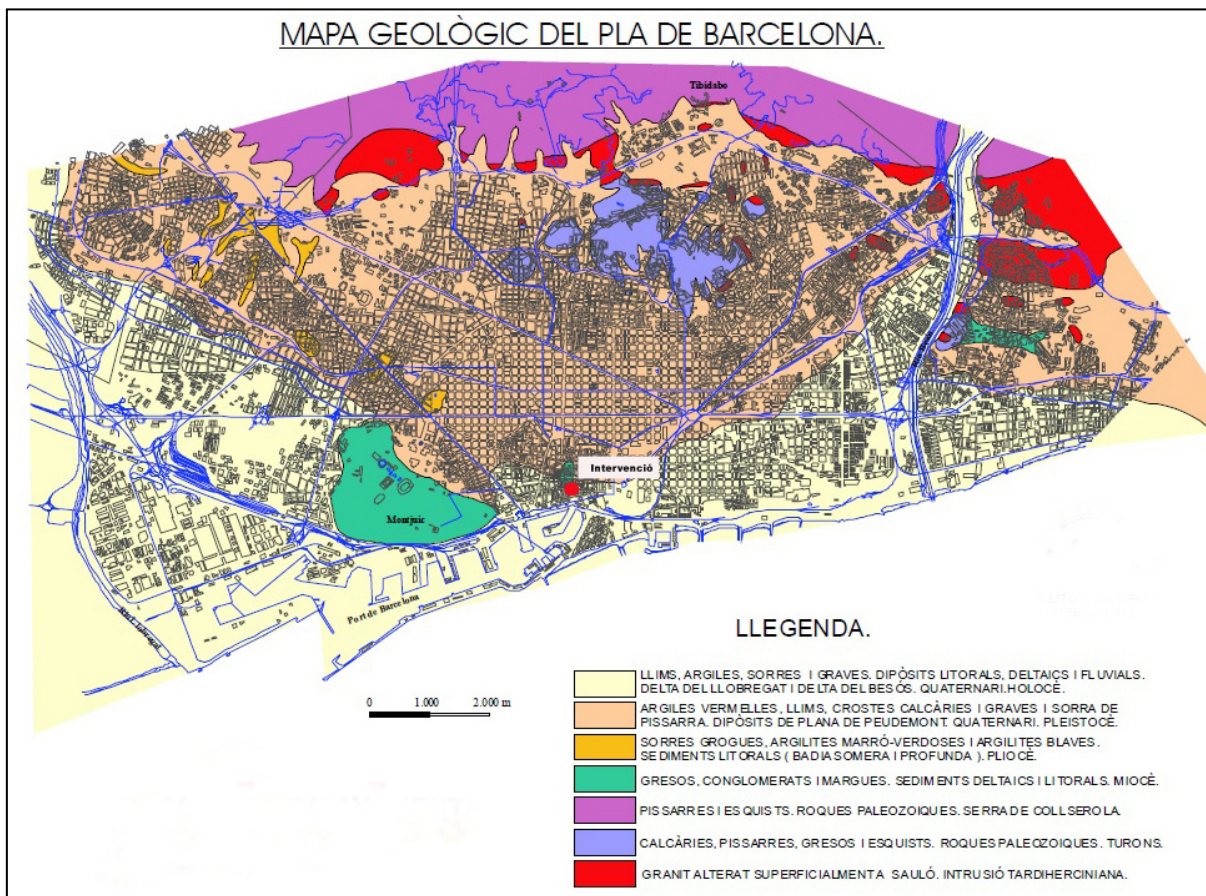 MAPA GEOLÒGIC DEL PLA DE BARCELONA.
Tibidabo
Intervenció
Montjuic
Port de Barcelona
0 1.000 2.000 m
LLEGENDA.
LLIMS, ARGILES, SORRES I GRAVES. DIPÒSITS LITORALS, DELTAICS I FLUVIALS.
DELTA DEL LLOBREGAT I DELTA DEL BESÒS. QUATERNARI.HOLOCÈ.
ARGILES VERMELLES, LLIMS, CROSTES CALCÀRIES I GRAVES I SORRA DE
PISSARRA. DIPÒSITS DE PLANA DE PEUDEMONT. QUATERNARI. PLEISTOCÈ.
SORRES GROGUES, ARGILITES MARRÓ-VERDOSES I ARGILITES BLAVES.
SEDIMENTS LITORALS ( BADIA SOMERA I PROFUNDA ). PLIOCÈ.
GRESOS, CONGLOMERATS I MARGUES. SEDIMENTS DELTAICS I LITORALS. MIOCÈ.
PISSARRES I ESQUISTS. ROQUES PALEOZOIQUES. SERRA DE COLLSEROLA.
CALCÀRIES, PISSARRES, GRESOS I ESQUISTS. ROQUES PALEOZOIQUES. TURONS.
GRANIT ALTERAT SUPERFICIALMENT A SAULÓ. INTRUSIÓ TARDIHERCINIANA.